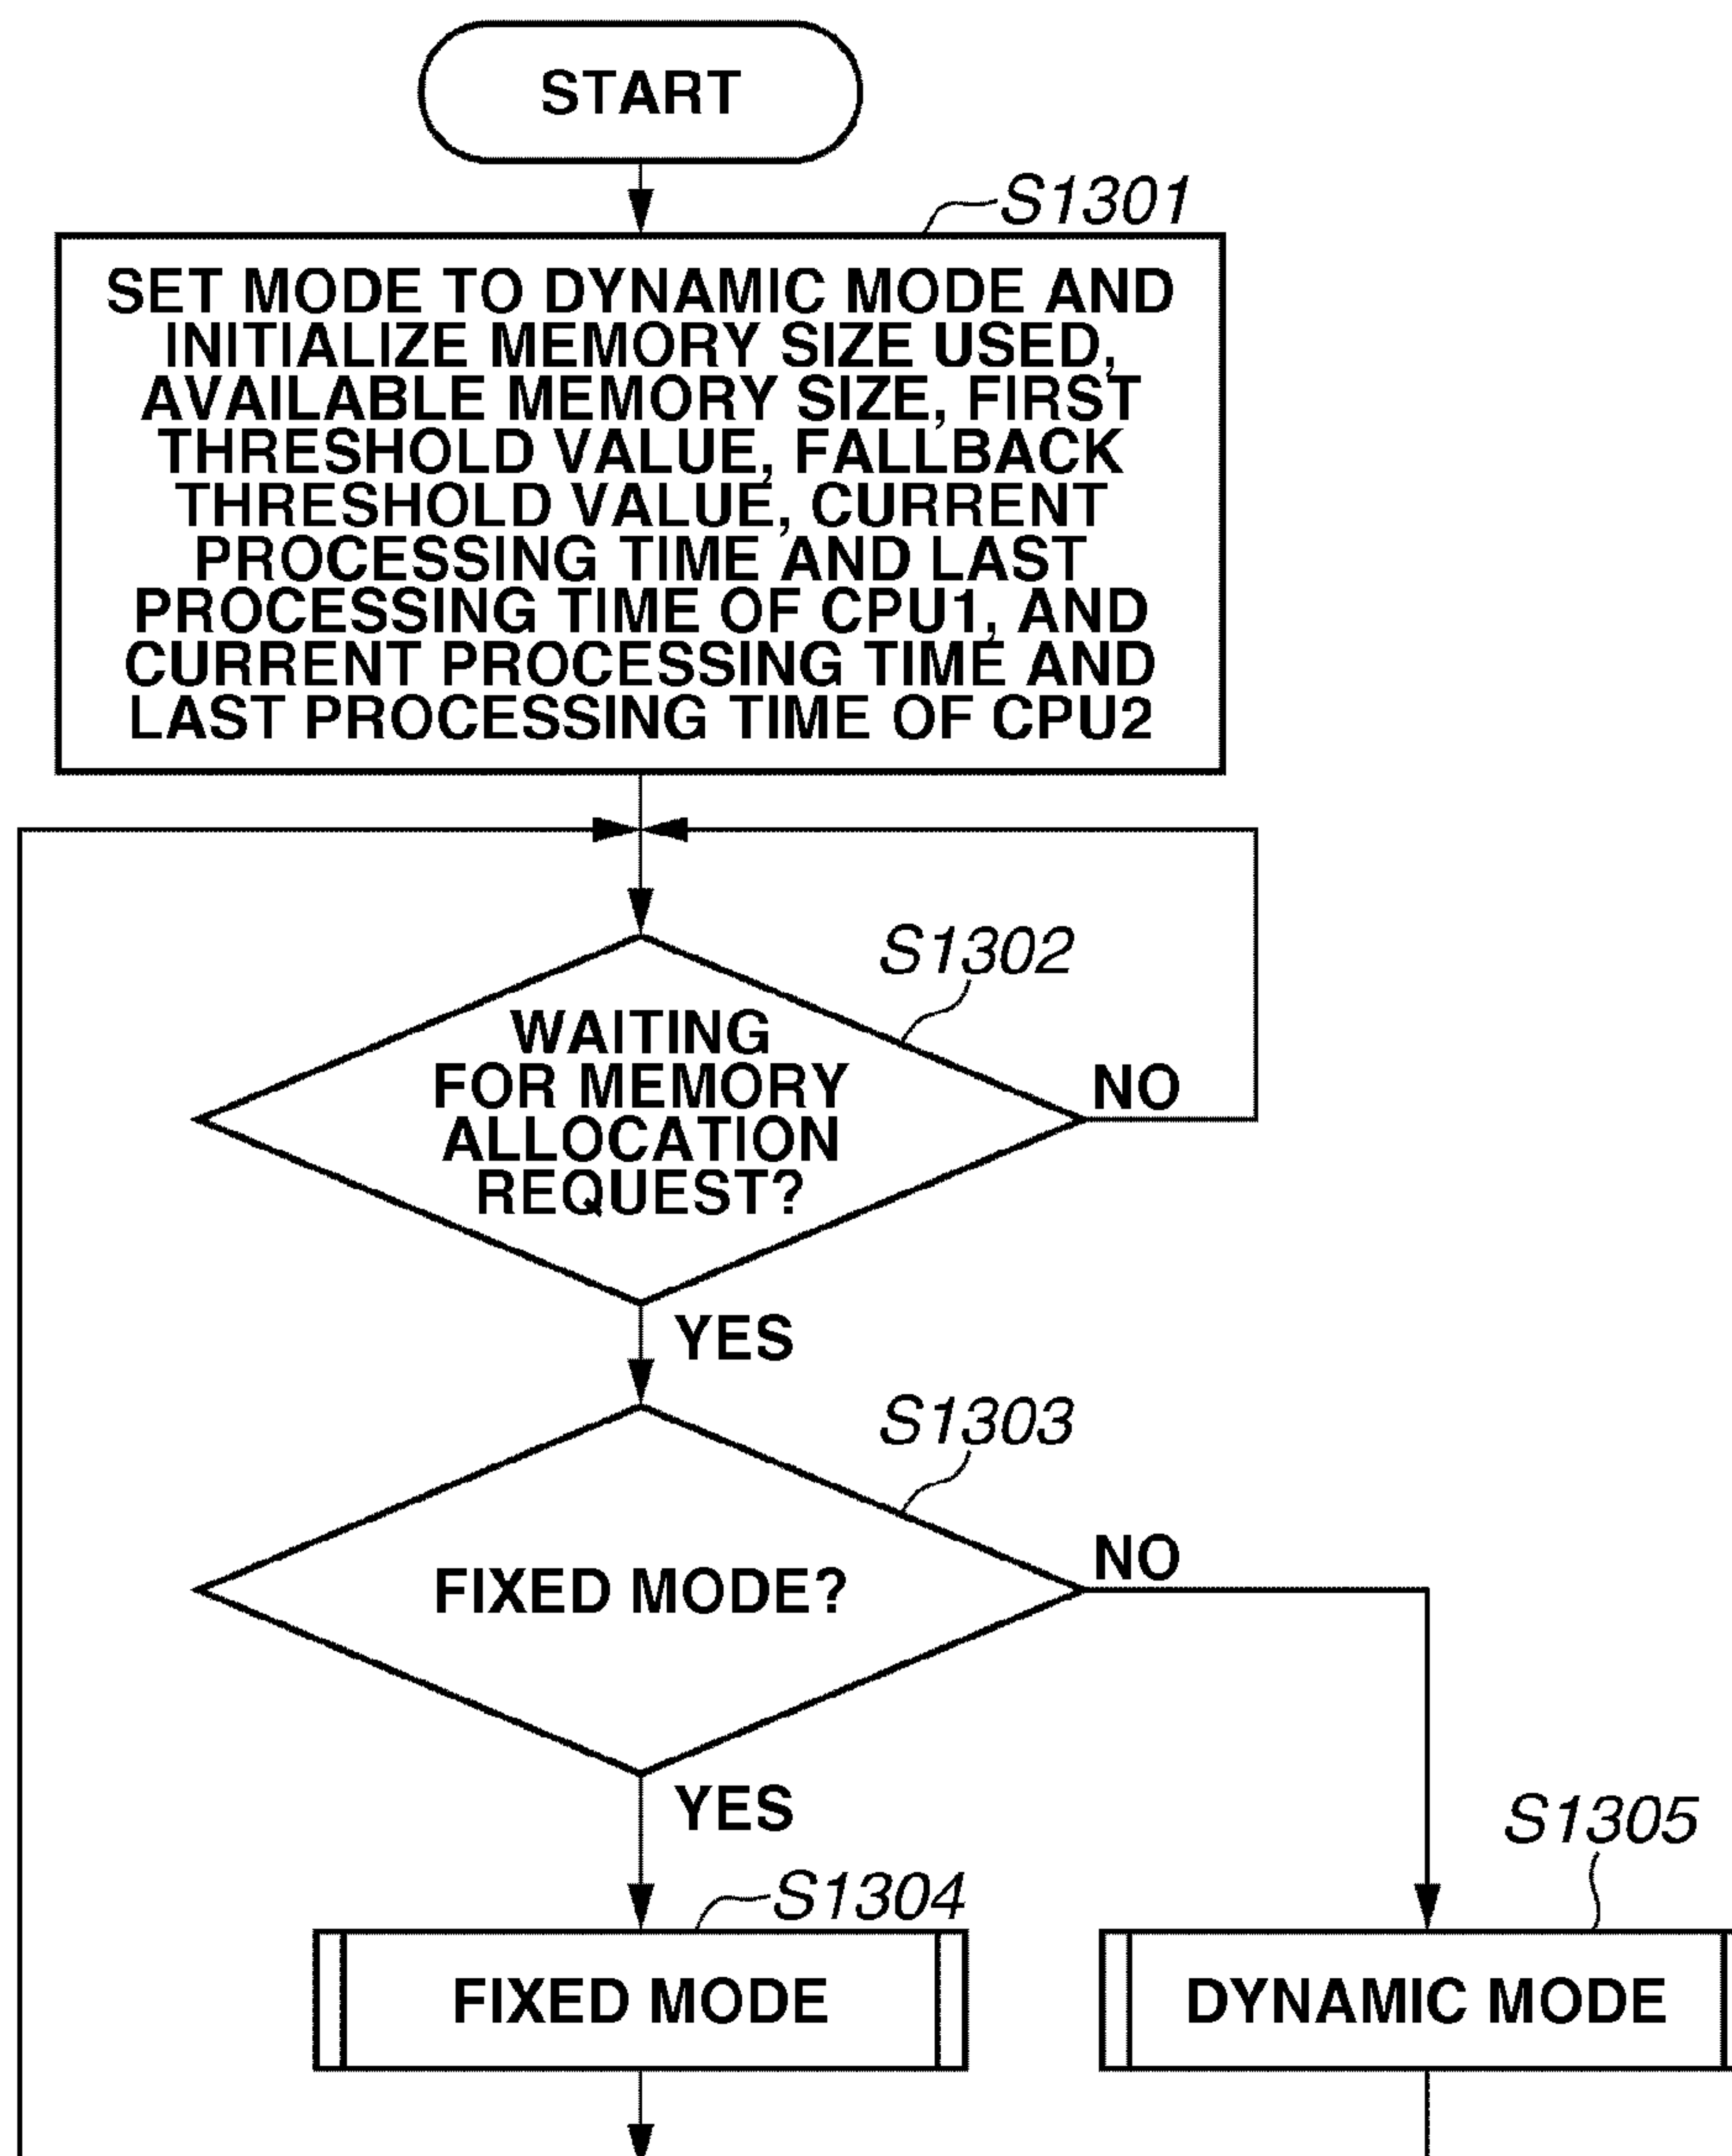 START
S1301
SET MODE TO DYNAMIC MODE AND
INITIALIZE MEMORY SIZE USED,
AVAILABLE MEMORY SIZE, FIRST
THRESHOLD VALUE, FALLBACK
THRESHOLD VALUE, CURRENT
PROCESSING TIME AND LAST
PROCESSING TIME OF CPU1, AND
CURRENT PROCESSING TIME AND
LAST PROCESSING TIME OF CPU2
S1302
WAITING
FOR MEMORY
ALLOCATION
REQUEST?
NO
YES
S1303
FIXED MODE?
NO
YES
S1304
S1305
FIXED MODE
DYNAMIC MODE